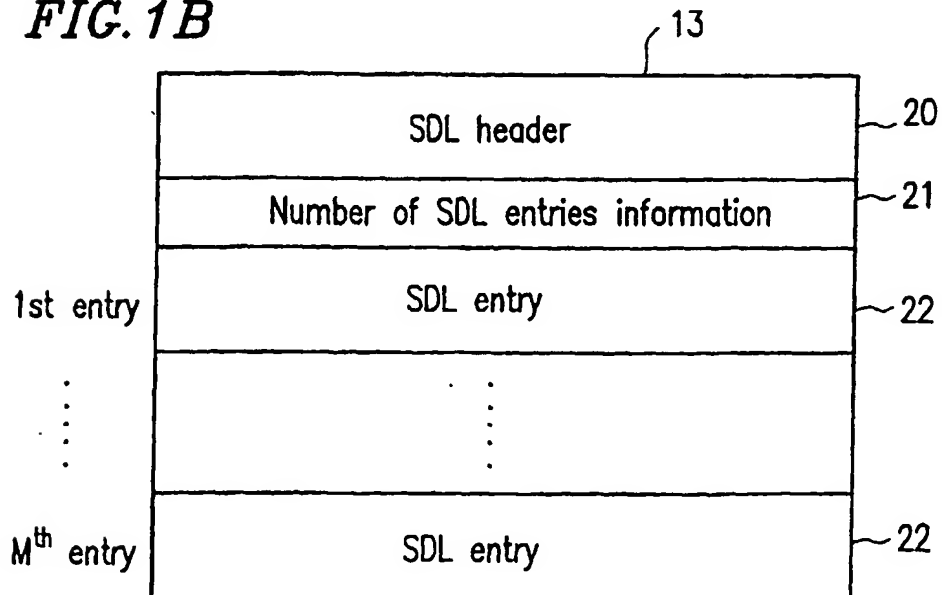 FIG. 1B
13
SDL header
20
Number of SDL entries information
21
1st entry
SDL entry
22
Mth entry
SDL entry
22